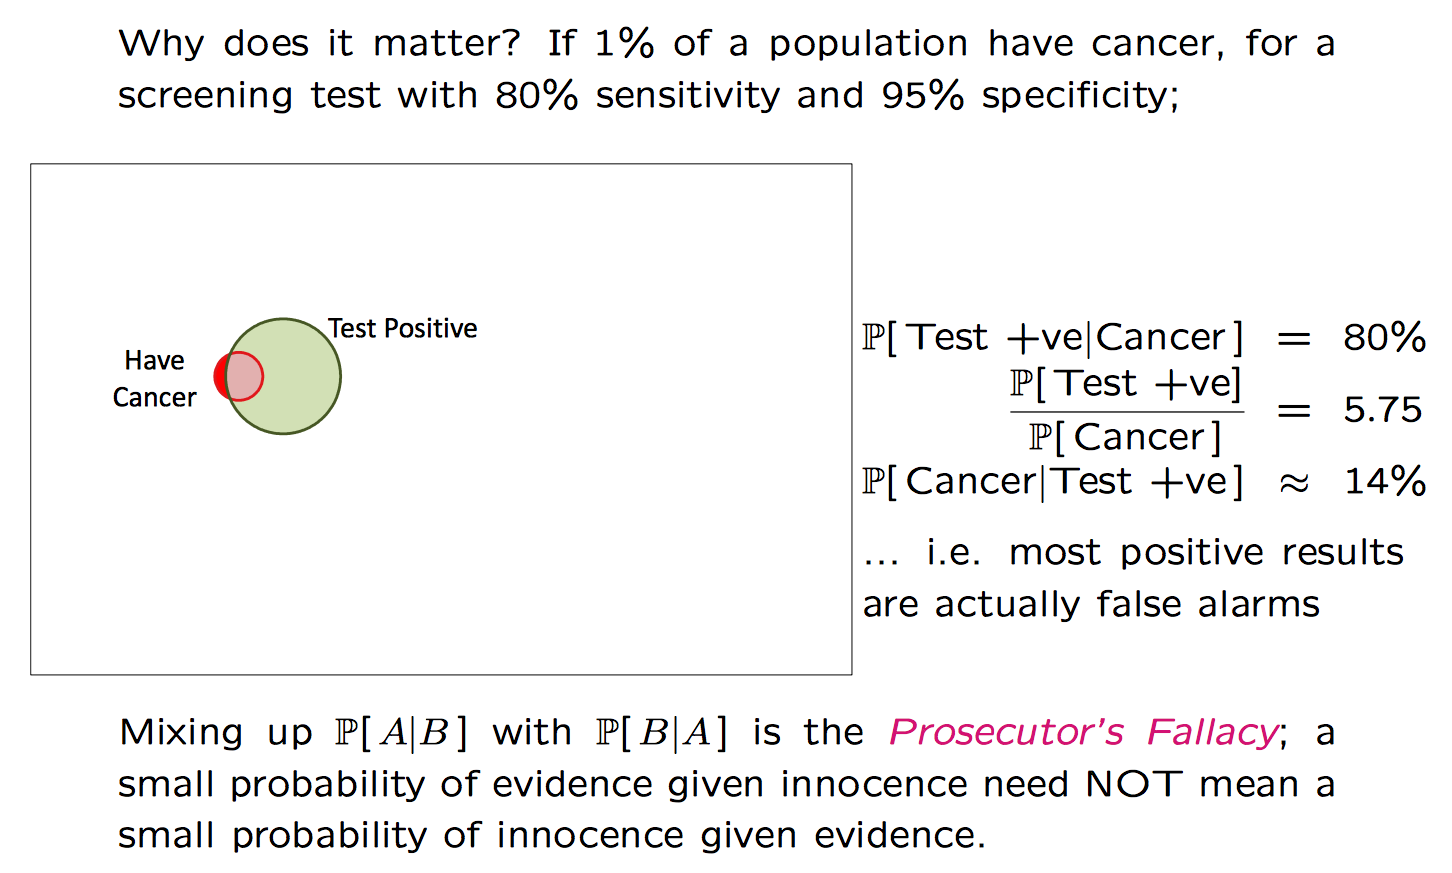 Why does it matter? If 1% of a population have cancer, for a
screening test with 80% sensitivity and 95% specificity;
Test Positive
Have
Cancer
ℙ[ Test +ve|Cancer ] = 80%
ℙ[ Test +ve]
ℙ[ Cancer ]
= 5.75
ℙ[ Cancer|Test +ve ] ≈ 14%
... i.e. most positive results
are actually false alarms
Mixing up ℙ[ A|B ] with ℙ[ B|A ] is the Prosecutor's Fallacy; a
small probability of evidence given innocence need NOT mean a
small probability of innocence given evidence.